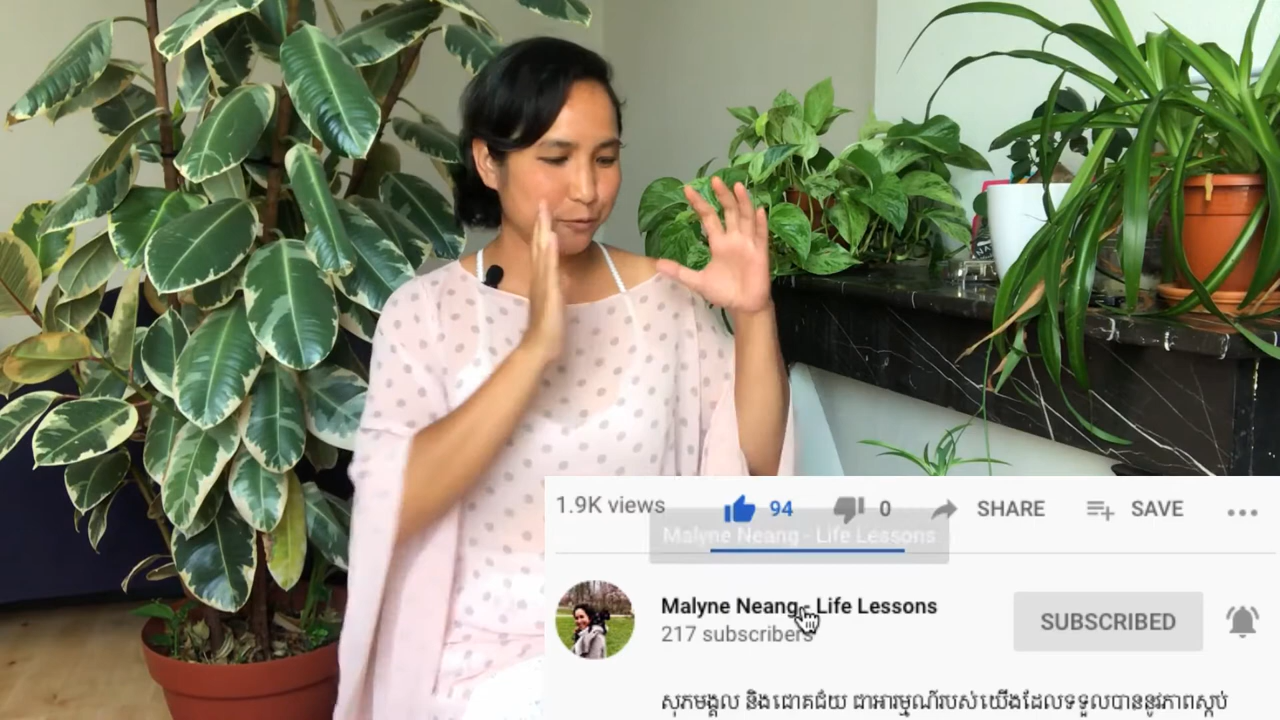 1.9K views 94 0 SHARE SAVE
Malyne Neang - Life Lessons
Malyne Neang - Life Lessons
217 subscribers
SUBSCRIBED
សុភមង្គល និងជោគជ័យ ជាអារម្មណ៍របស់យើងដែលទទួលបាននូវភាពស្កប់